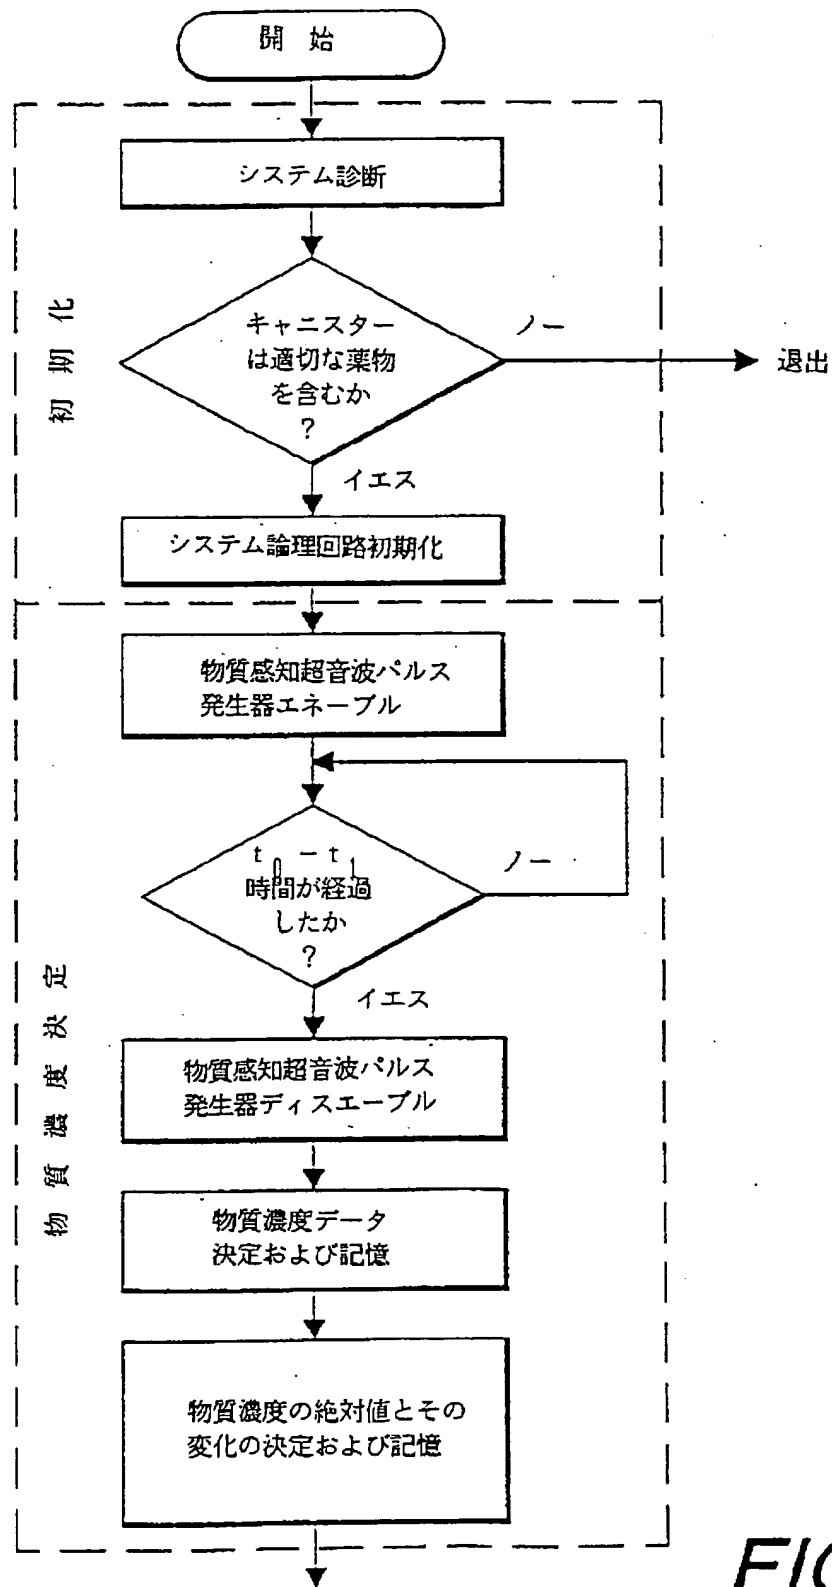 開 始
システム診断
初期化
キャニスター
は適切な薬物
を含むか
?
ノー
退出
イエス
システム論理回路初期化
物質感知超音波パルス
発生器エネーブル
t0 − t1
時間が経過
したか
?
ノー
イエス
物質濃度決定
物質感知超音波パルス
発生器ディスエーブル
物質濃度データ
決定および記憶
物質濃度の絶対値とその
変化の決定および記憶